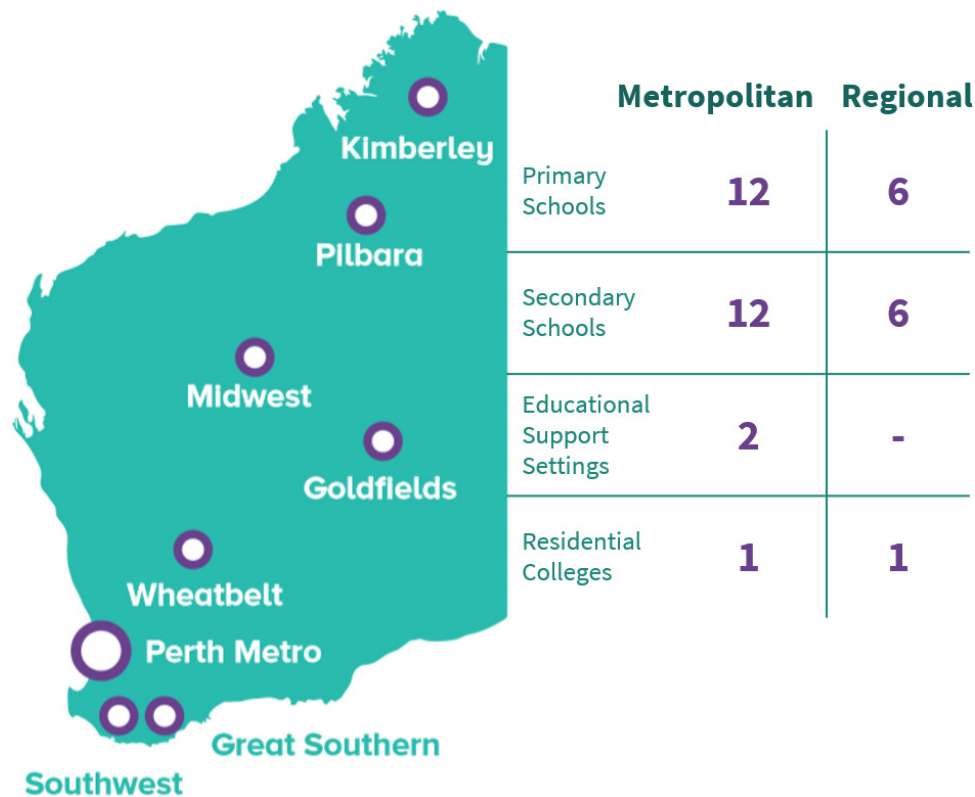 Kimberley
Pilbara
Midwest
Goldfields
Wheatbelt
Perth Metro
Great Southern
Southwest
Metropolitan Regional
Primary
Schools
12 6
Secondary
Schools
12 6
Educational
Support
Settings
2 -
Residential
Colleges
1 1